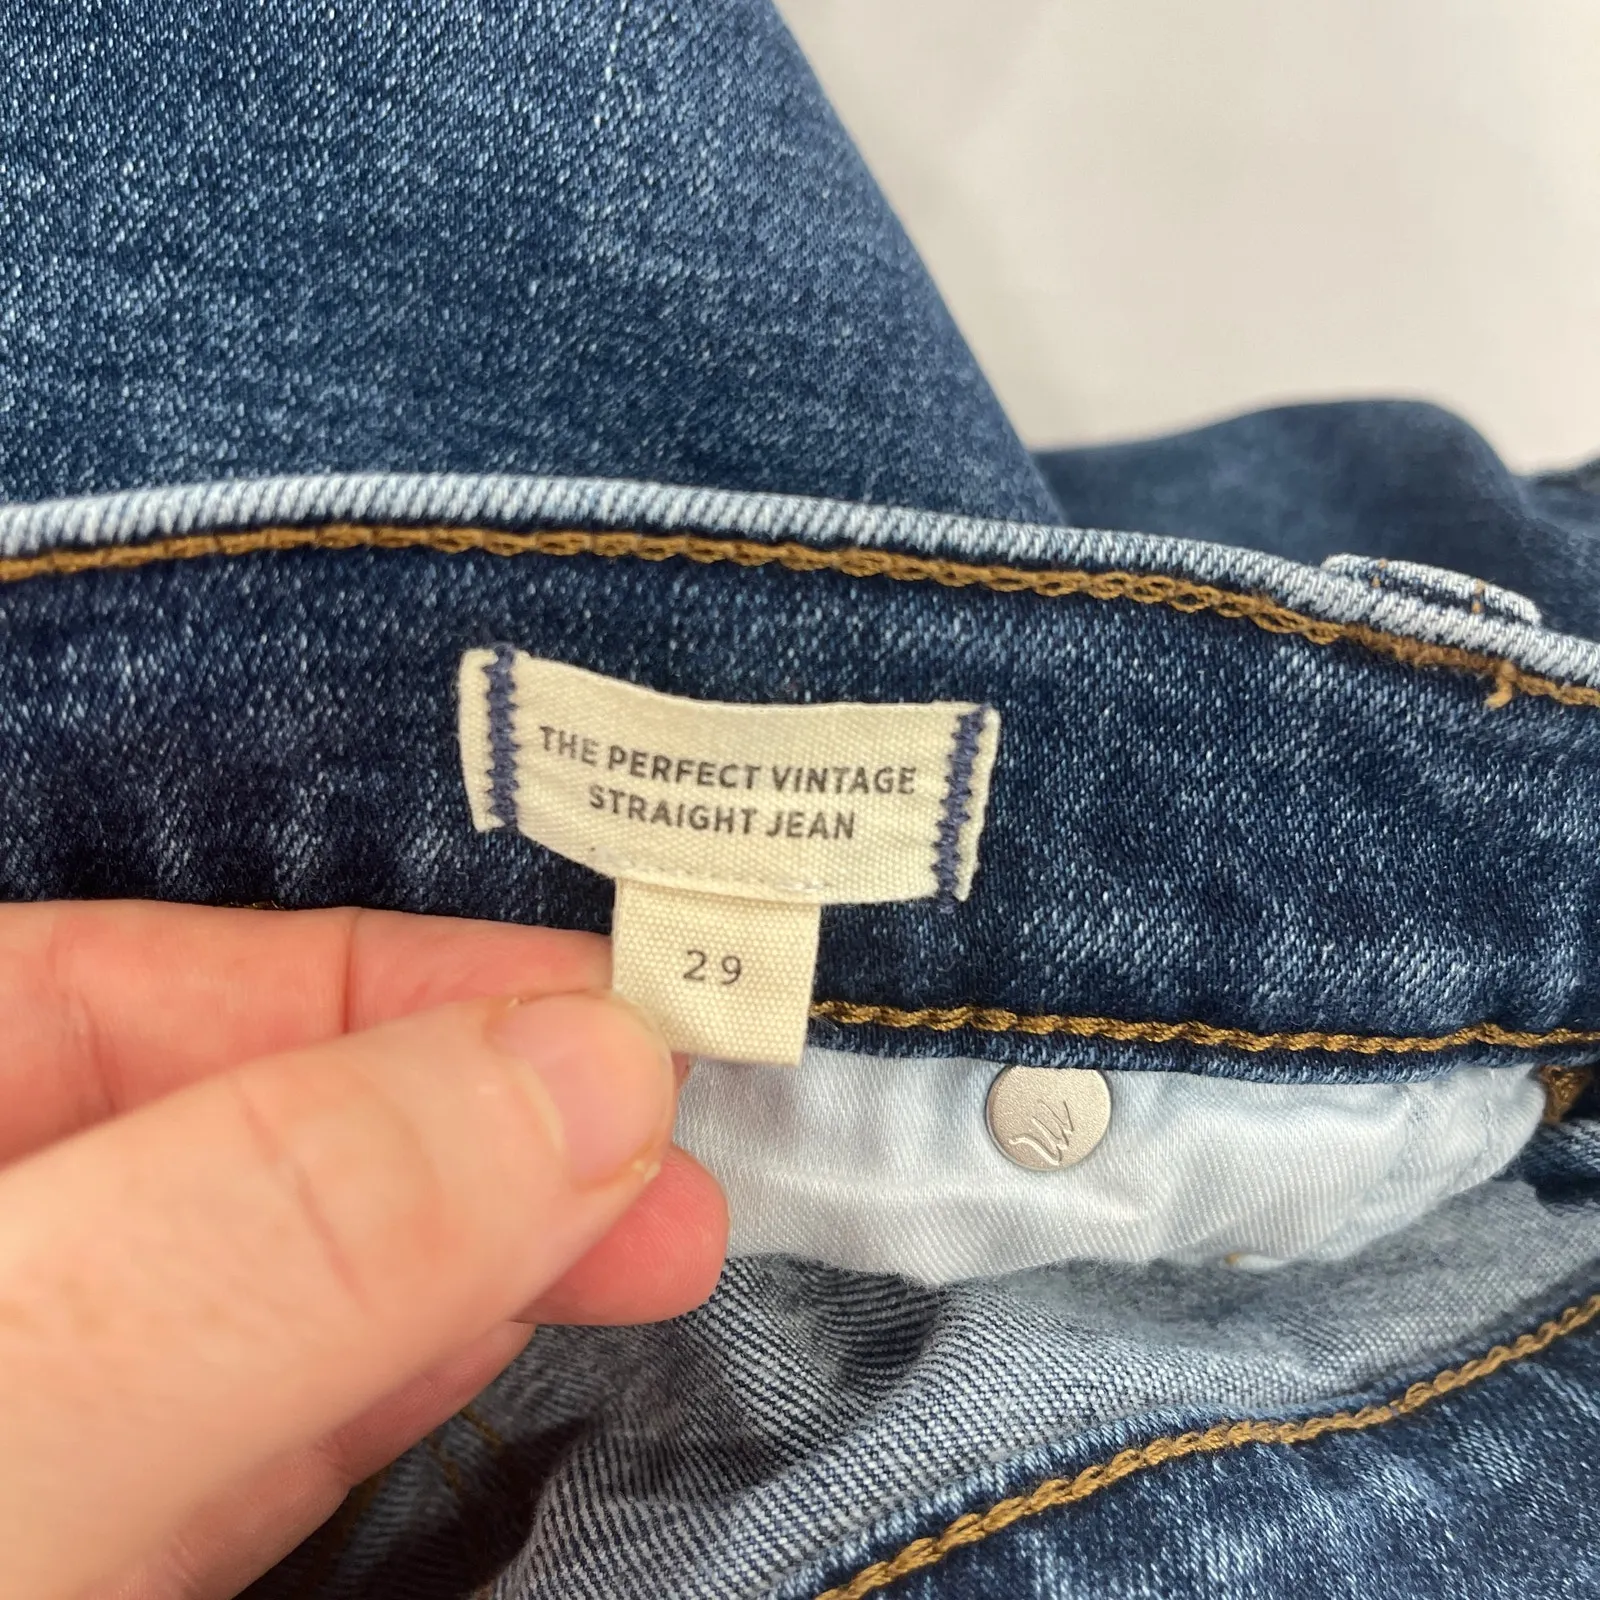 THE PERFECT VINTAGE
STRAIGHT JEAN
29